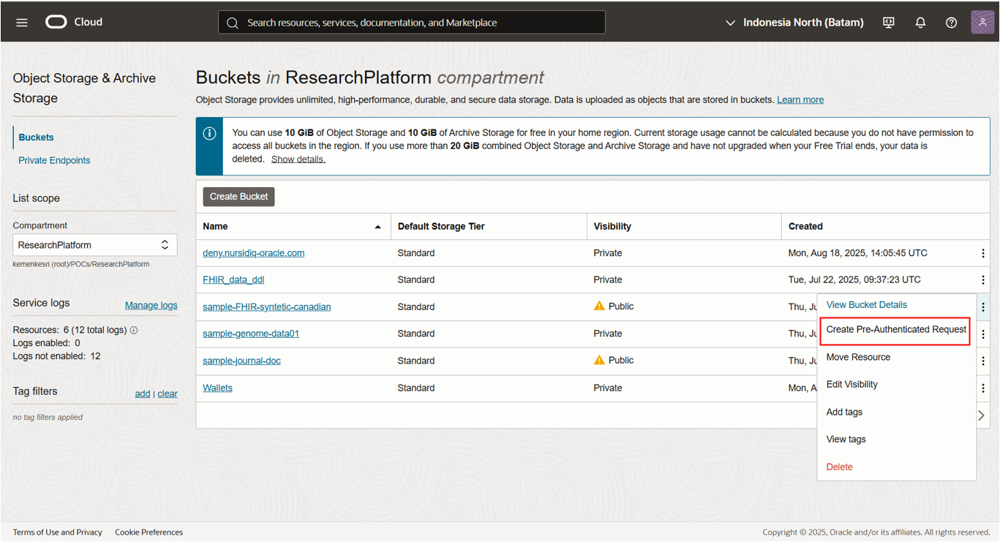 Cloud
Search resources, services, documentation, and Marketplace
Indonesia North (Batam)
Object Storage & Archive
Storage
Buckets
Private Endpoints
List scope
Compartment
ResearchPlatform
kemenkesri (root)/POCs/ResearchPlatform
Service logs
Manage logs
Resources: 6 (12 total logs)
Logs enabled: 0
Logs not enabled: 12
Tag filters
add | clear
no tag filters applied
Buckets in ResearchPlatform compartment
Object Storage provides unlimited, high-performance, durable, and secure data storage. Data is uploaded as objects that are stored in buckets. Learn more
You can use 10 GiB of Object Storage and 10 GiB of Archive Storage for free in your home region. Current storage usage cannot be calculated because you do not have permission to
access all buckets in the region. If you use more than 20 GiB combined Object Storage and Archive Storage and have not upgraded when your Free Trial ends, your data is
deleted. Show details.
Create Bucket
Name Default Storage Tier Visibility Created
deny.nursidiq-oracle.com Standard Private Mon, Aug 18, 2025, 14:05:45 UTC
FHIR_data_ddl Standard Private Tue, Jul 22, 2025, 09:37:23 UTC
sample-FHIR-syntetic-canadian Standard Public Thu, Ju
sample-genome-data01 Standard Private Thu, Ju
sample-journal-doc Standard Public Thu, Ju
Wallets Standard Private Mon, A
View Bucket Details
Create Pre-Authenticated Request
Move Resource
Edit Visibility
Add tags
View tags
Delete
Terms of Use and Privacy Cookie Preferences
Copyright © 2025, Oracle and/or its affiliates. All rights reserved.